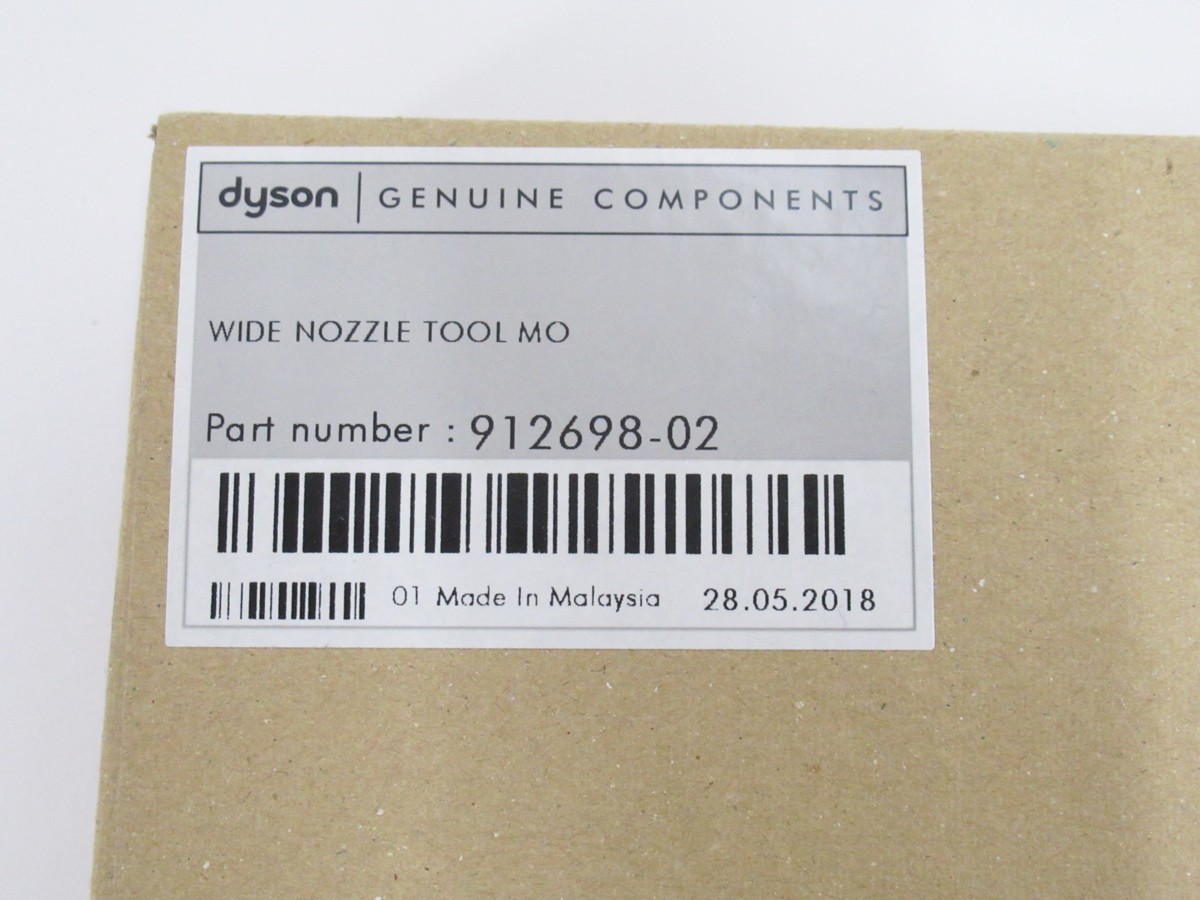 dyson | GENUINE COMPONENTS
WIDE NOZZLE TOOL MO
Part number : 912698-02
01 Made In Malaysia 28.05.2018